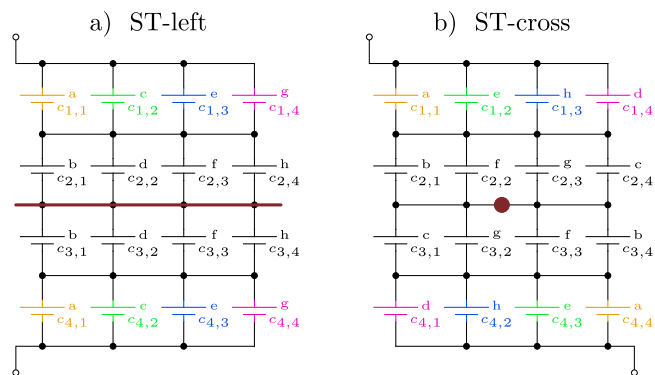 a) ST-left b) ST-cross
a c e g a e h d
c1,1 c1,2 c1,3 c1,4 c1,1 c1,2 c1,3 c1,4
b d f h b f g c
c2,1 c2,2 c2,3 c2,4 c2,1 c2,2 c2,3 c2,4
b d f h c g f b
c3,1 c3,2 c3,3 c3,4 c3,1 c3,2 c3,3 c3,4
a c e g d h e a
c4,1 c4,2 c4,3 c4,4 c4,1 c4,2 c4,3 c4,4